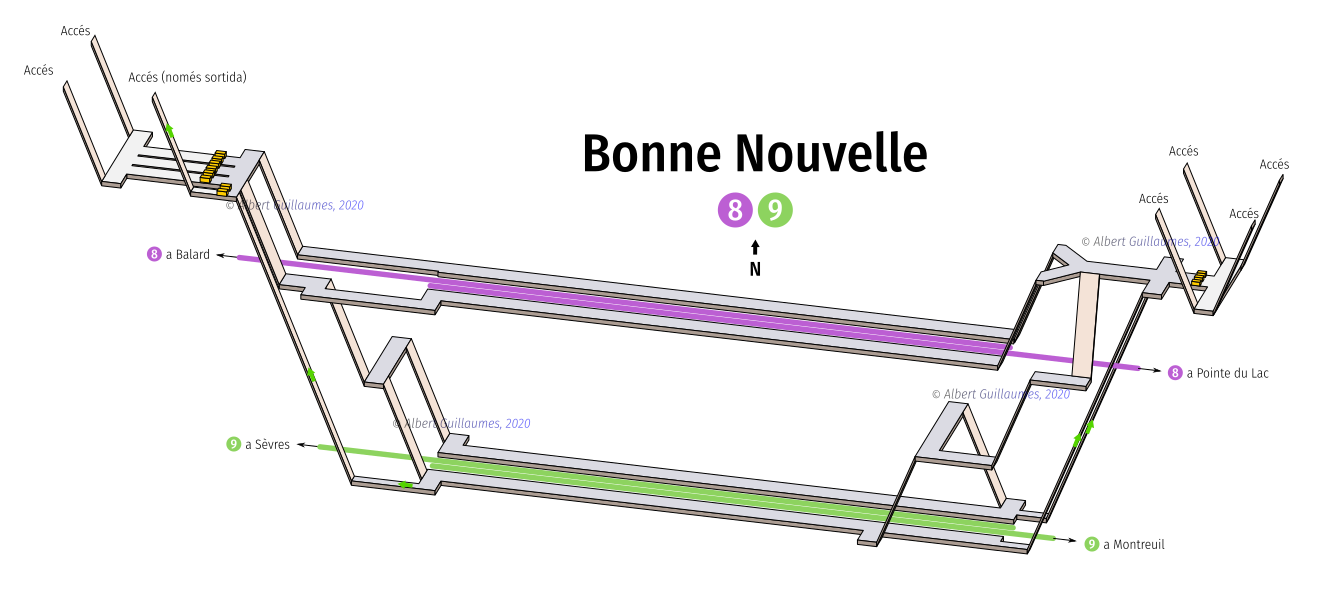 Accés
Accés
Accés (només sortida)
Bonne Nouvelle
8 9
N
Accés
Accés
Accés
Accés
© Albert Guillaumes, 2020
8 a Balard
© Albert Guillaumes, 2020
8 a Pointe du Lac
© Albert Guillaumes, 2020
© Albert Guillaumes, 2020
9 a Sèvres
9 a Montreuil